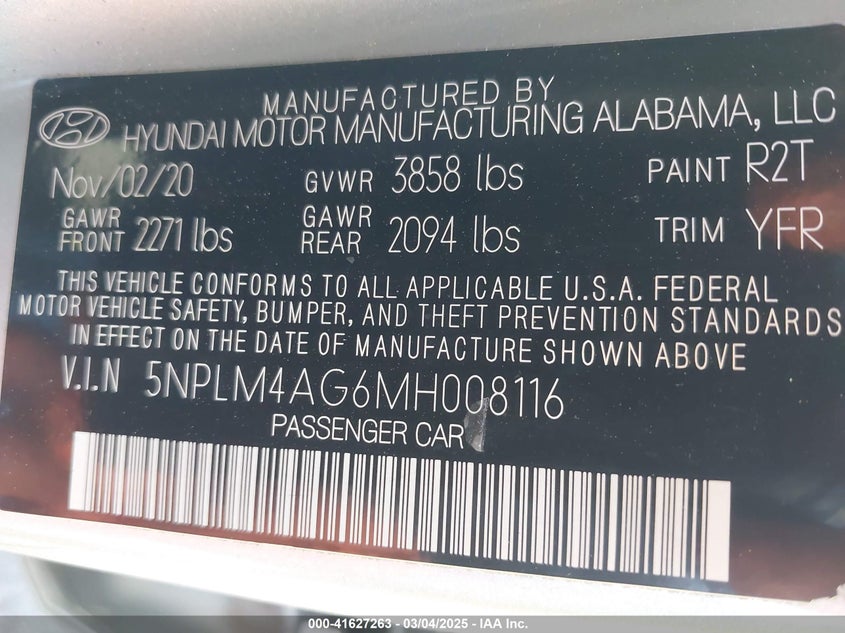 MANUFACTURED BY
HYUNDAI MOTOR MANUFACTURING ALABAMA, LLC
Nov/02/20 GVWR 3858 lbs PAINT R2T
GAWR FRONT 2271 lbs GAWR REAR 2094 lbs TRIM YFR
THIS VEHICLE CONFORMS TO ALL APPLICABLE U.S.A. FEDERAL
MOTOR VEHICLE SAFETY, BUMPER, AND THEFT PREVENTION STANDARDS
IN EFFECT ON THE DATE OF MANUFACTURE SHOWN ABOVE
V.I.N 5NPLM4AG6MH008116
PASSENGER CAR
000-41627263 - 03/04/2025 - IAA Inc.